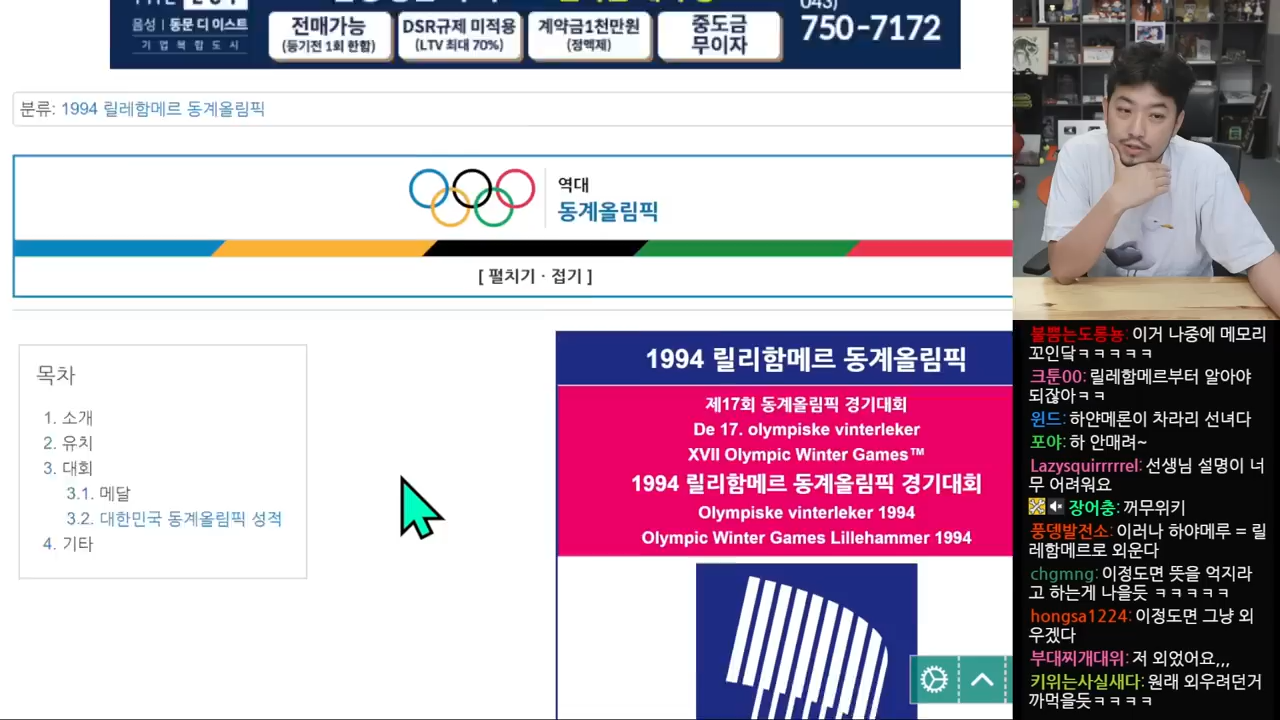 음성 | 동문 디 이스트
기 업 복 합 도 시
전매가능
(등기전 1회 한함)
DSR규제 미적용
(LTV 최대 70%)
계약금1천만원
(정액제)
중도금
무이자
043)
750-7172
분류: 1994 릴레함메르 동계올림픽
역대
동계올림픽
[ 펼치기 · 접기 ]
목차
1. 소개
2. 유치
3. 대회
3.1. 메달
3.2. 대한민국 동계올림픽 성적
4. 기타
1994 릴리함메르 동계올림픽
제17회 동계올림픽 경기대회
De 17. olympiske vinterleker
XVII Olympic Winter Games™
1994 릴리함메르 동계올림픽 경기대회
Olympiske vinterleker 1994
Olympic Winter Games Lillehammer 1994
불뿜는도롱뇽: 이거 나중에 메모리
꼬인닼ㅋㅋㅋㅋㅋ
크툰00: 릴레함메르부터 알아야
되잖아ㅋㅋ
윈드: 하얀메론이 차라리 선녀다
포야: 하 안매려~
Lazysquirrrrrel: 선생님 설명이 너
무 어려워요
장어충: 꺼무위키
풍뎅발전소: 이러나 하야메루 = 릴
레함메르로 외운다
chgmng: 이정도면 뜻을 억지라
고 하는게 나을듯 ㅋㅋㅋㅋㅋ
hongsa1224: 이정도면 그냥 외
우겠다
부대찌개대위: 저 외었어요,,,
키위는사실새다: 원래 외우려던거
까먹을듯ㅋㅋㅋㅋ